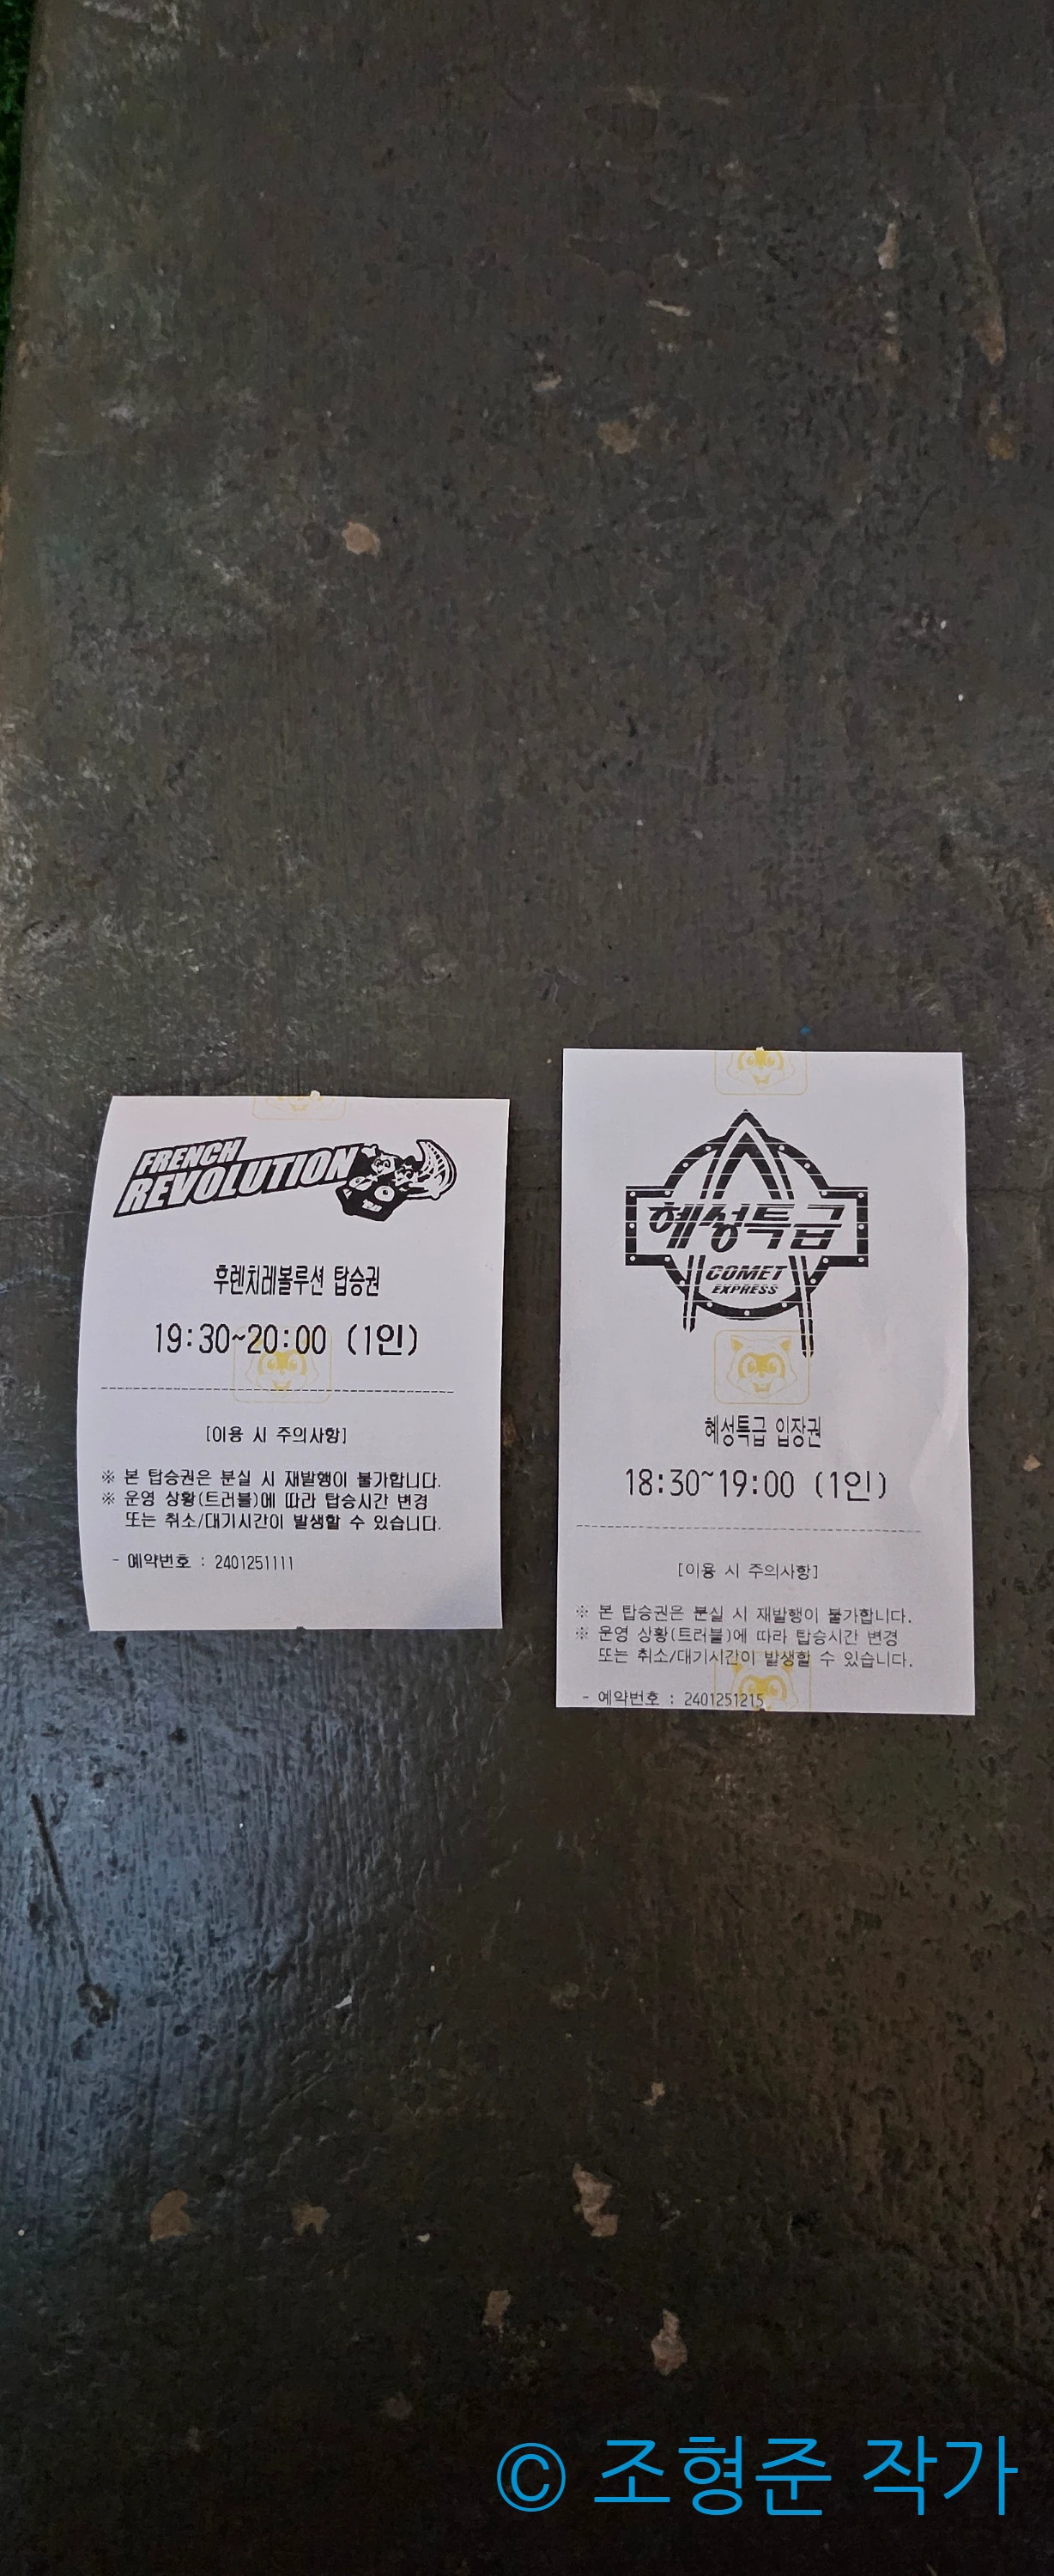 FRENCH
REVOLUTION
후렌치레볼루션 탑승권
19:30~20:00 (1인)
[이용 시 주의사항]
※ 본 탑승권은 분실 시 재발행이 불가합니다.
※ 운영 상황(트러블)에 따라 탑승시간 변경
또는 취소/대기시간이 발생할 수 있습니다.
- 예약번호 : 2401251111
혜성특급
COMET
EXPRESS
혜성특급 입장권
18:30~19:00 (1인)
[이용 시 주의사항]
※ 본 탑승권은 분실 시 재발행이 불가합니다.
※ 운영 상황(트러블)에 따라 탑승시간 변경
또는 취소/대기시간이 발생할 수 있습니다.
- 예약번호 : 2401251215
© 조형준 작가